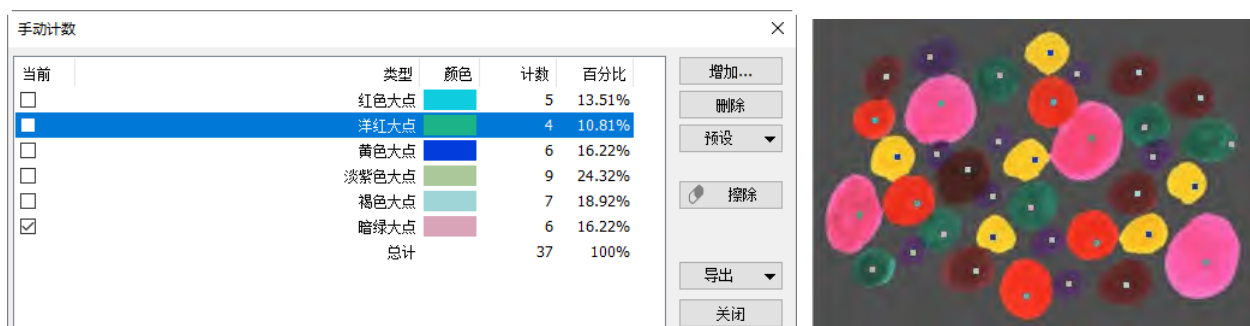 手动计数
当前 类型 颜色 计数 百分比
红色大点 5 13.51%
洋红大点 4 10.81%
黄色大点 6 16.22%
淡紫色大点 9 24.32%
褐色大点 7 18.92%
暗绿大点 6 16.22%
总计 37 100%
增加...
删除
预设
擦除
导出
关闭